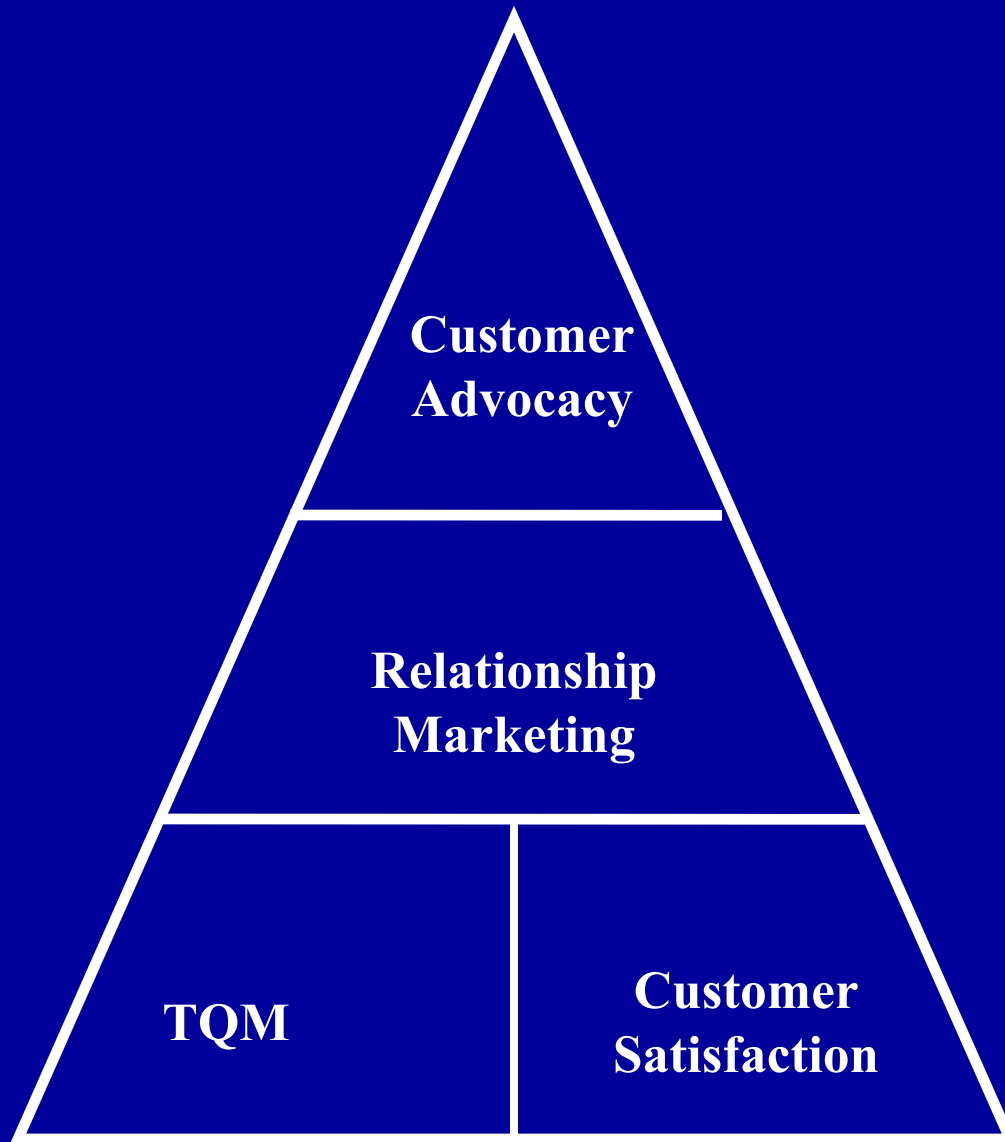 Customer
Advocacy
Relationship
Marketing
TQM
Customer
Satisfaction